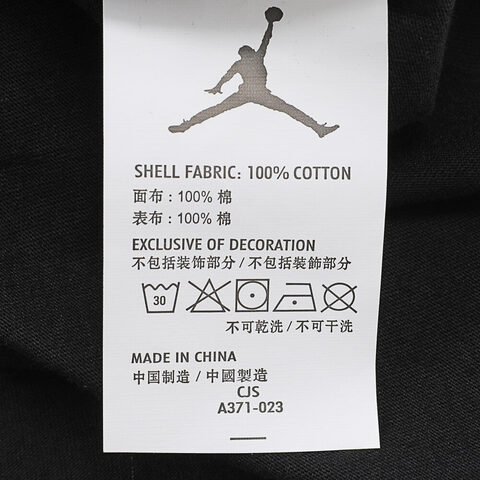 SHELL FABRIC: 100% COTTON
面布 : 100% 棉
表布 : 100% 棉
EXCLUSIVE OF DECORATION
不包括装饰部分 / 不包括裝飾部分
30
不可乾洗 / 不可干洗
MADE IN CHINA
中国制造 / 中國製造
CJS
A371-023